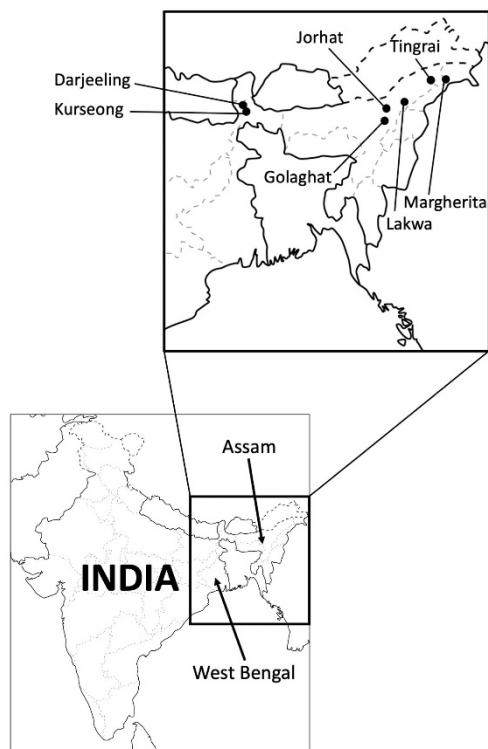 Jorhat
Tingrai
Darjeeling
Kurseong
Golaghat
Margherita
Lakwa
Assam
INDIA
West Bengal